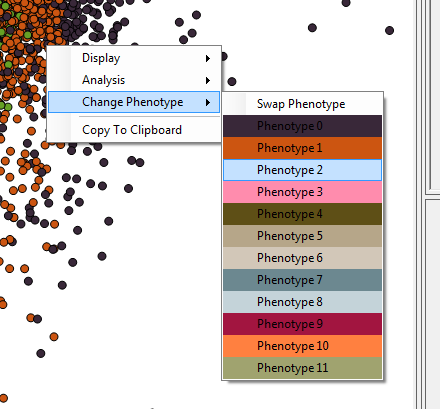 Display
Analysis
Change Phenotype
Copy To Clipboard
Swap Phenotype
Phenotype 0
Phenotype 1
Phenotype 2
Phenotype 3
Phenotype 4
Phenotype 5
Phenotype 6
Phenotype 7
Phenotype 8
Phenotype 9
Phenotype 10
Phenotype 11